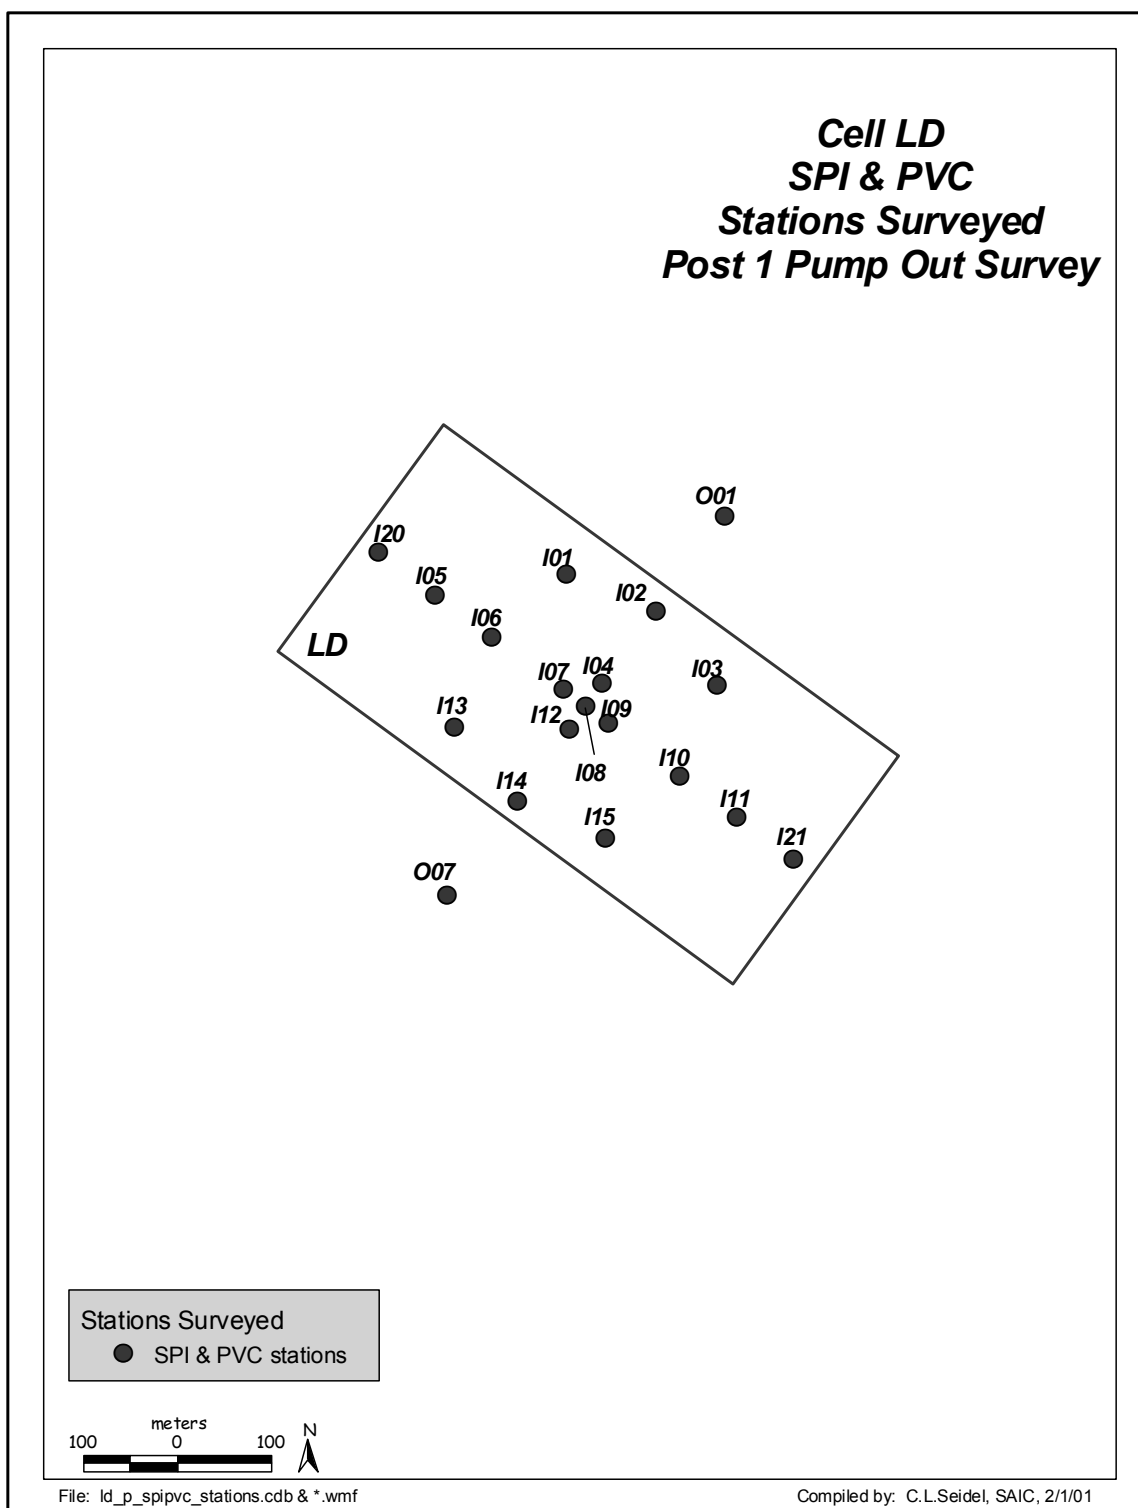 Cell LD
SPI & PVC
Stations Surveyed
Post 1 Pump Out Survey
O01
I20
I01
I05
I02
I06
LD
I04
I03
I07
I13
I12
I09
I08
I10
I14
I11
I15
I21
O07
Stations Surveyed
SPI & PVC stations
meters
N
100 0 100
File: ld_p_spipvc_stations.cdb & *.wmf
Compiled by: C.L.Seidel, SAIC, 2/1/01